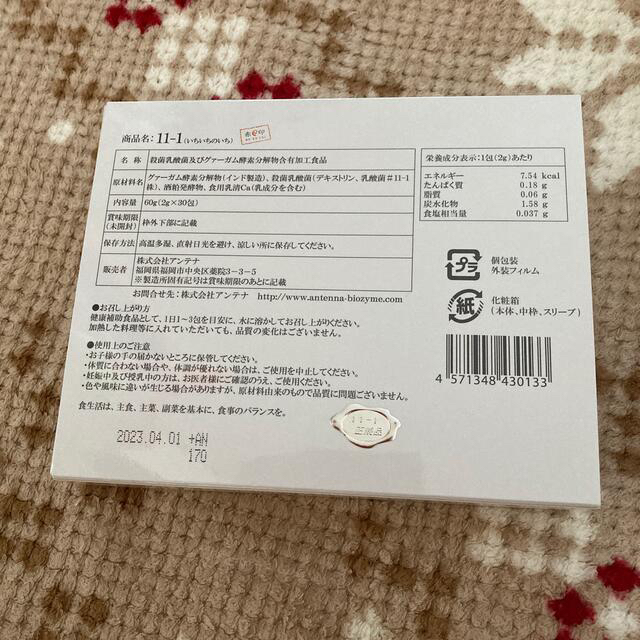 商品名：11-1（いちいちのいち）
名称 殺菌乳酸菌及びグァーガム酵素分解物含有加工食品
原材料名 グァーガム酵素分解物（インド製造）、殺菌乳酸菌（デキストリン、乳酸菌＃11-1
株）、酒粕発酵物、食用乳清Ca（乳成分を含む）
内容量 60g（2g×30包）
賞味期限（未開封） 枠外下部に記載
保存方法 高温多湿、直射日光を避け、涼しい所に保存してください。
販売者 株式会社アンテナ
福岡県福岡市中央区薬院3－3－5
※製造所固有記号は賞味期限のあとに記載
お問合せ先：株式会社アンテナ http://www.antenna-biozyme.com
●お召し上がり方
健康補助食品として、1日1～3包を目安に、水に溶かしてお召し上がりください。
加熱した料理等に入れていただいても、品質の変化はございません。
●使用上のご注意
・お子様の手の届かないところに保管してください。
・体質に合わない場合や、体調が優れない場合は、ご使用を中止してください。
・妊娠中及び授乳中の方は、お医者様にご確認のうえ、ご使用ください。
・色や風味に違いが生じる場合がありますが、原材料由来のもので品質に問題ございません。
食生活は、主食、主菜、副菜を基本に、食事のバランスを。
2023.04.01 +AN
170
栄養成分表示：1包（2g）あたり
エネルギー 7.54 kcal
たんぱく質 0.18 g
脂質 0.06 g
炭水化物 1.58 g
食塩相当量 0.037 g
プラ
個包装
外装フィルム
紙
化粧箱
（本体、中枠、スリーブ）
4 571348 430133
11-1
正規品